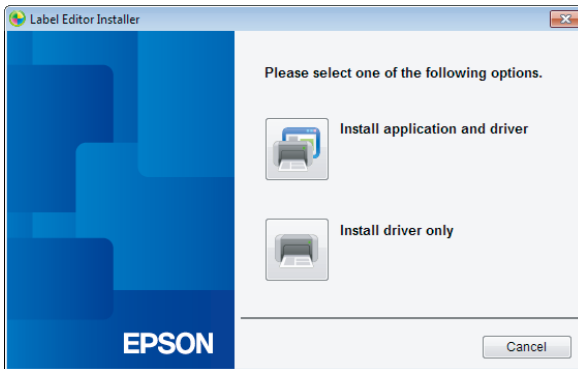 Label Editor Installer
Please select one of the following options.
Install application and driver
Install driver only
EPSON
Cancel